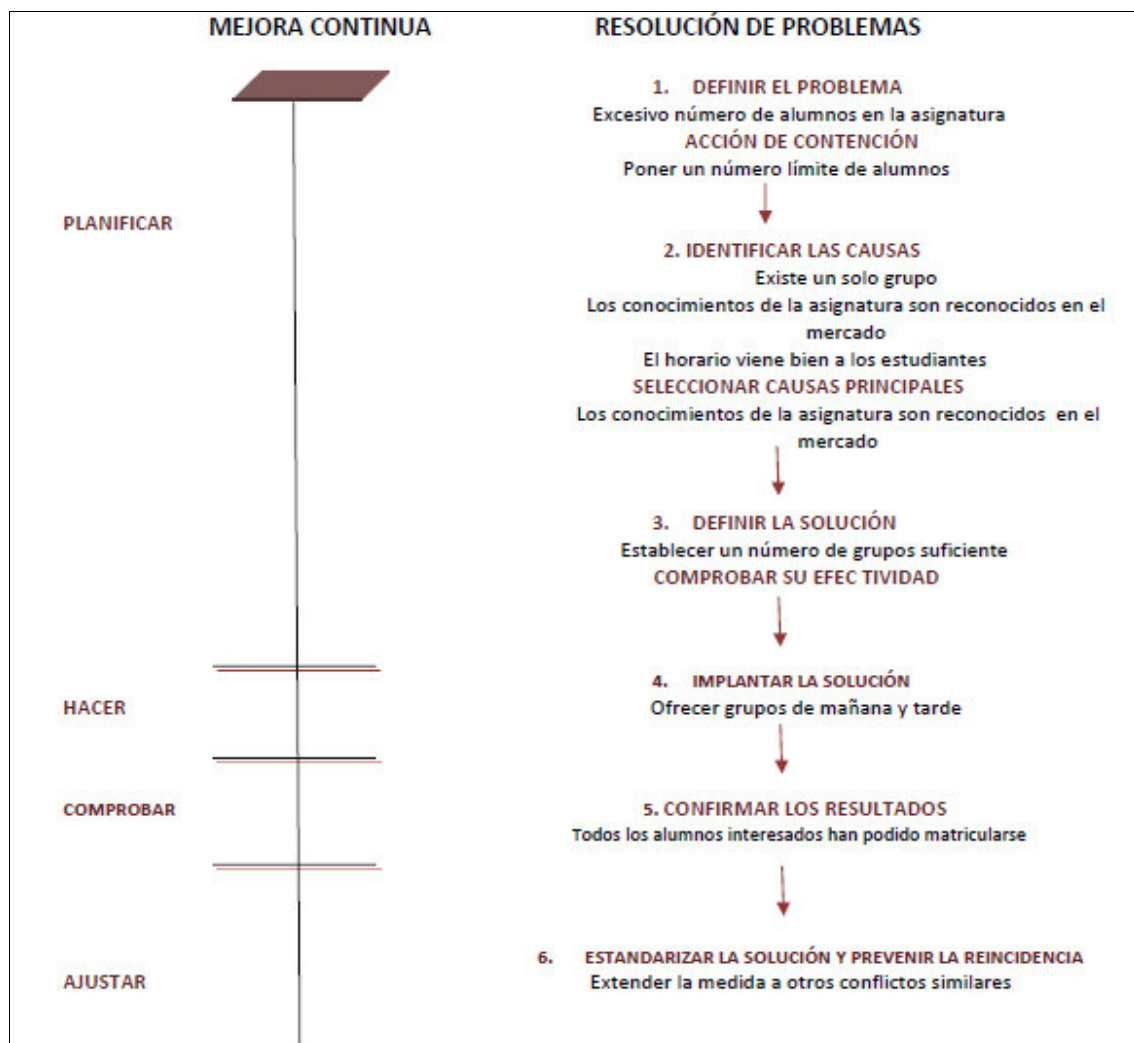 MEJORA CONTINUA
RESOLUCIÓN DE PROBLEMAS
1. DEFINIR EL PROBLEMA
Excesivo número de alumnos en la asignatura
ACCIÓN DE CONTENCIÓN
Poner un número límite de alumnos
PLANIFICAR
2. IDENTIFICAR LAS CAUSAS
Existe un solo grupo
Los conocimientos de la asignatura son reconocidos en el
mercado
El horario viene bien a los estudiantes
SELECCIONAR CAUSAS PRINCIPALES
Los conocimientos de la asignatura son reconocidos en el
mercado
3. DEFINIR LA SOLUCIÓN
Establecer un número de grupos suficiente
COMPROBAR SU EFEC TIVIDAD
4. IMPLANTAR LA SOLUCIÓN
HACER
Ofrecer grupos de mañana y tarde
COMPROBAR
5. CONFIRMAR LOS RESULTADOS
Todos los alumnos interesados han podido matricularse
6. ESTANDARIZAR LA SOLUCIÓN Y PREVENIR LA REINCIDENCIA
AJUSTAR
Extender la medida a otros conflictos similares